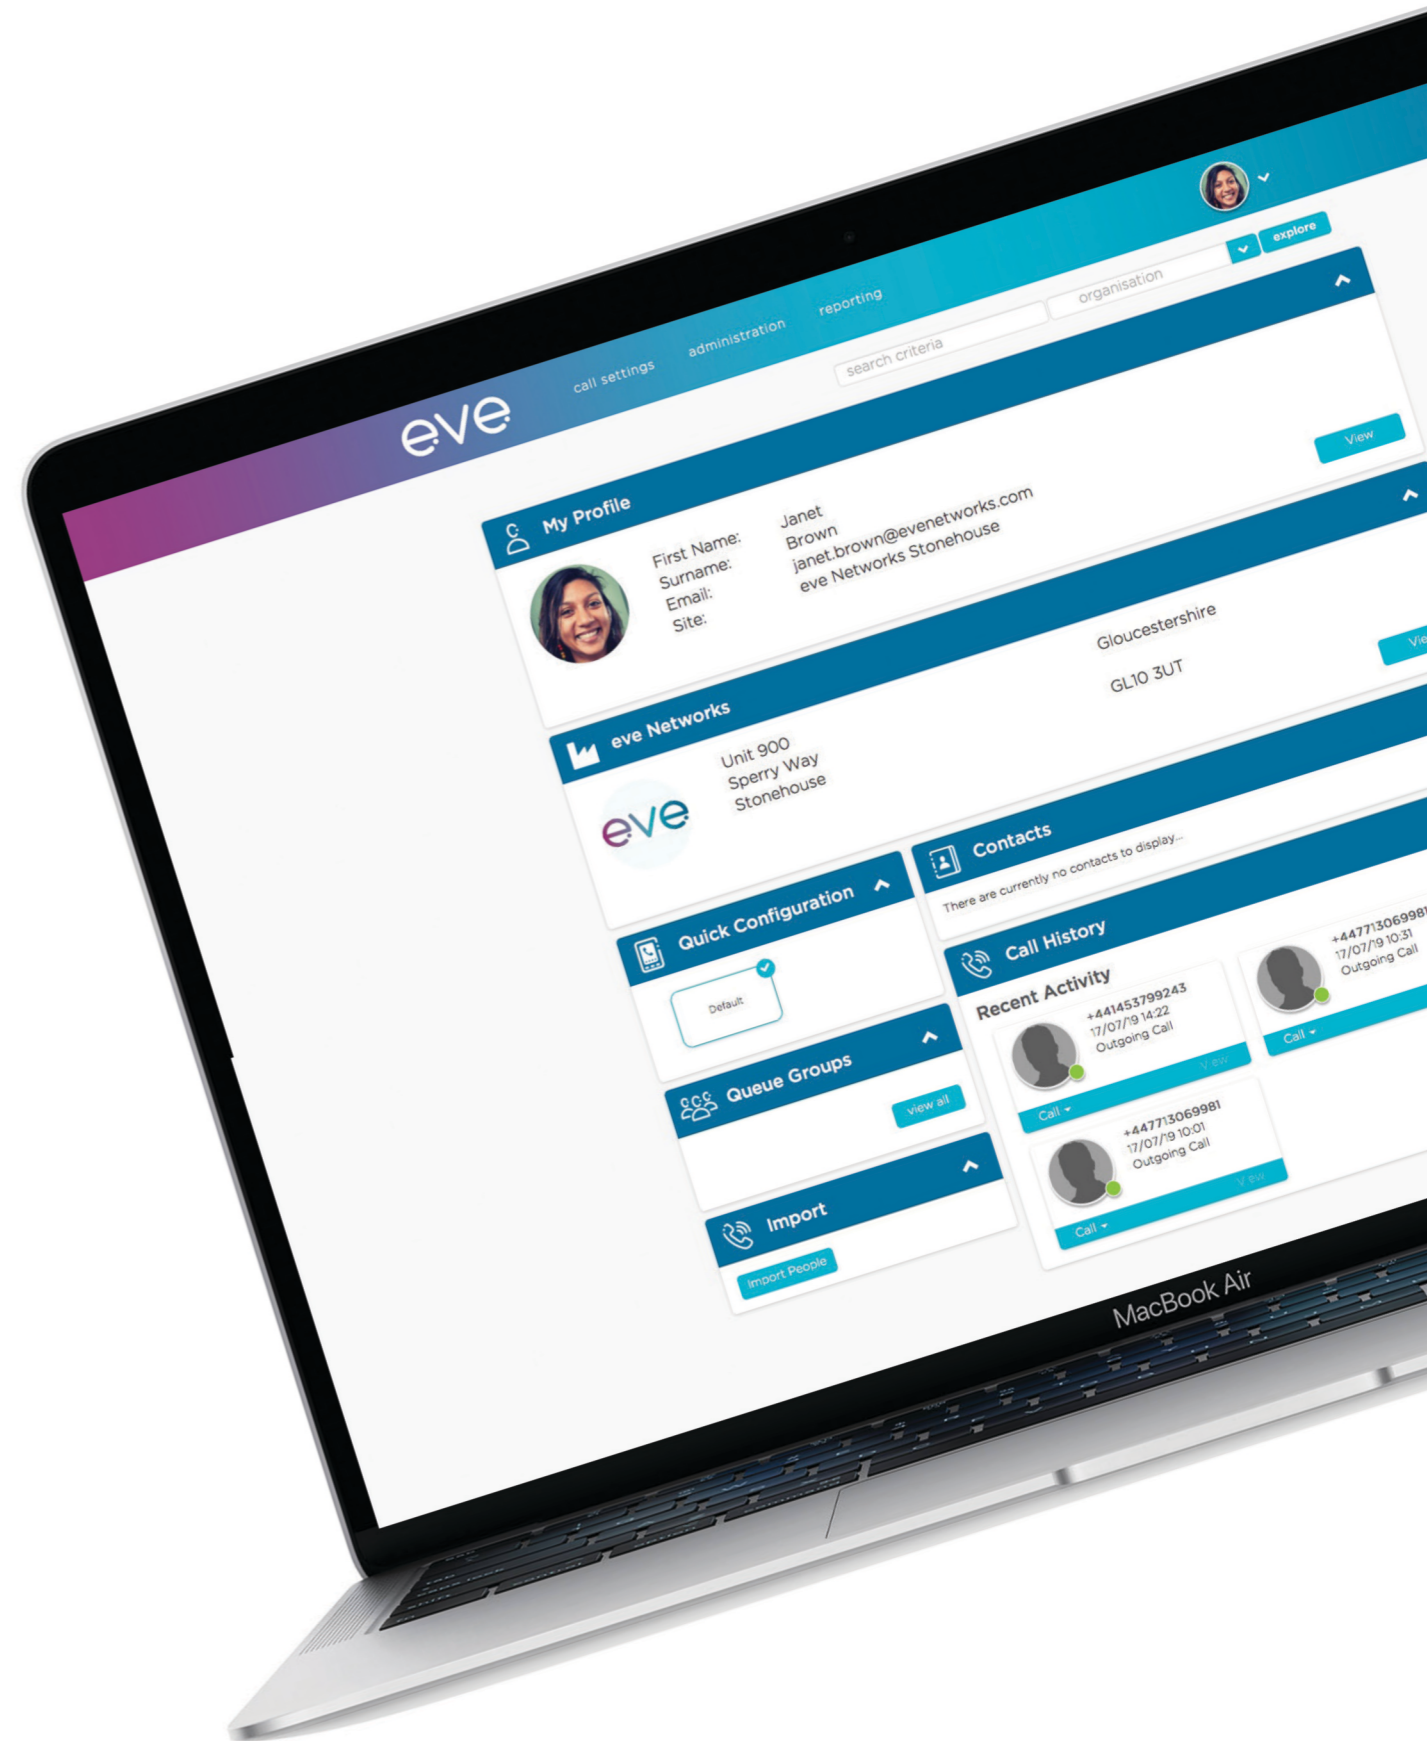 eve
call settings
administration
reporting
search criteria
organisation
explore
My Profile
First Name: Janet
Surname: Brown
Email: janet.brown@evenetworks.com
Site: eve Networks Stonehouse
View
eve Networks
eve
Unit 900
Sperry Way
Stonehouse
Gloucestershire
GL10 3UT
Vie
Quick Configuration
Default
Contacts
There are currently no contacts to display...
Call History
Recent Activity
+441453799243
17/07/19 14:22
Outgoing Call
Call
View
+447713069981
17/07/19 10:31
Outgoing Call
Call
+447713069981
17/07/19 10:01
Outgoing Call
Call
View
Queue Groups
view all
Import
Import People
MacBook Air